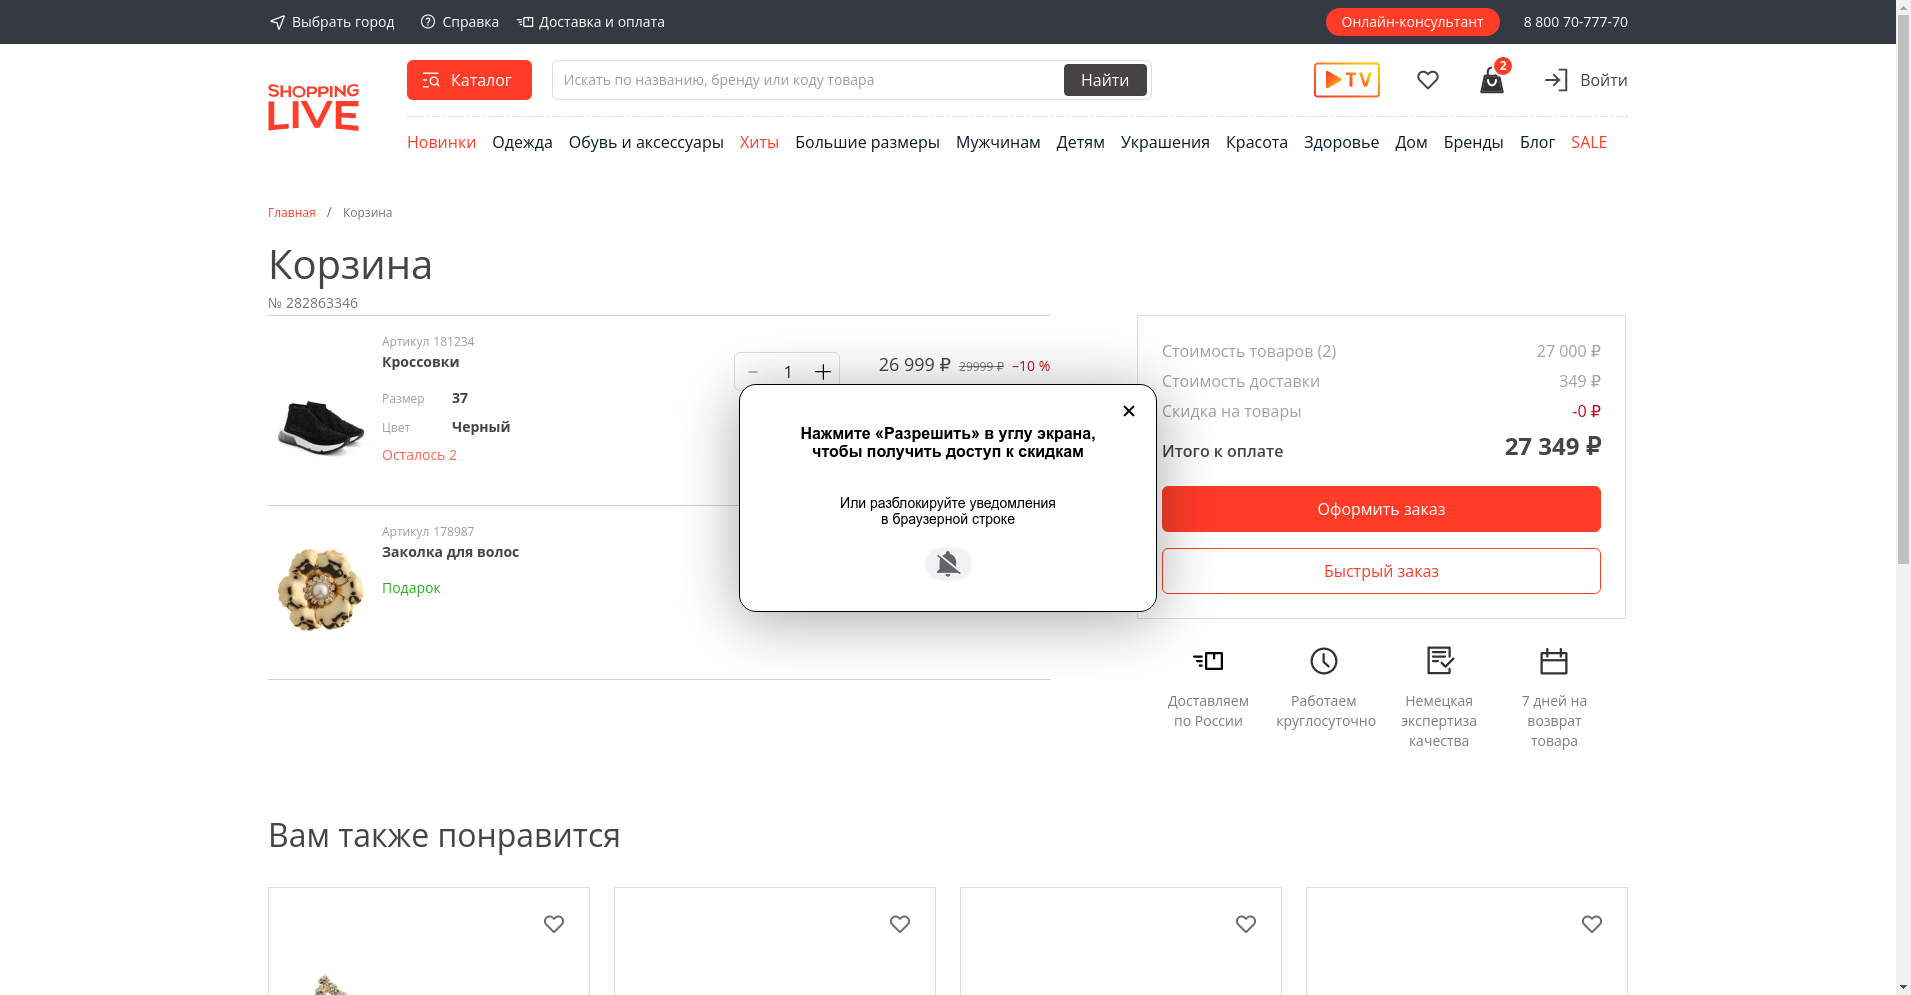 Выбрать город
Справка
Доставка и оплата
Онлайн-консультант
8 800 70-777-70
SHOPPING
LIVE
Каталог
Искать по названию, бренду или коду товара
Найти
TV
2
Войти
Новинки
Одежда
Обувь и аксессуары
Хиты
Большие размеры
Мужчинам
Детям
Украшения
Красота
Здоровье
Дом
Бренды
Блог
SALE
Главная / Корзина
Корзина
№ 282863346
Артикул 181234
Кроссовки
Размер 37
Цвет Черный
Осталось 2
− 1 +
26 999 ₽ 29999 ₽ –10 %
Артикул 178987
Заколка для волос
Подарок
Нажмите «Разрешить» в углу экрана,
чтобы получить доступ к скидкам
Или разблокируйте уведомления
в браузерной строке
Стоимость товаров (2) 27 000 ₽
Стоимость доставки 349 ₽
Скидка на товары -0 ₽
Итого к оплате 27 349 ₽
Оформить заказ
Быстрый заказ
Доставляем
по России
Работаем
круглосуточно
Немецкая
экспертиза
качества
7 дней на
возврат
товара
Вам также понравится